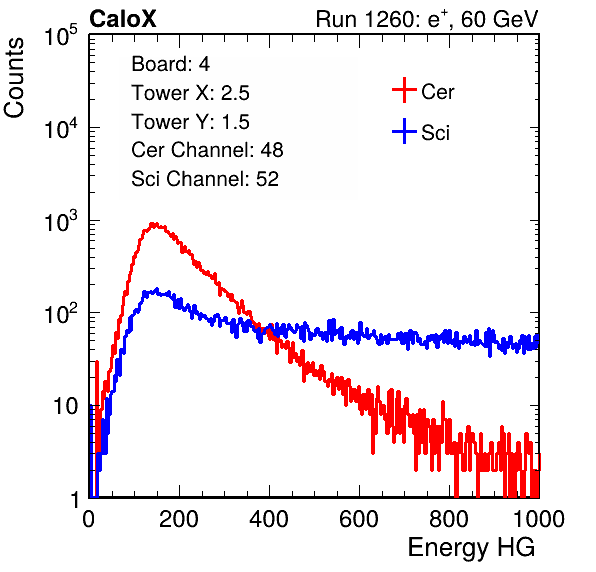 CaloX Run 1260: e⁺, 60 GeV
Counts
Board: 4
Tower X: 2.5
Tower Y: 1.5
Cer Channel: 48
Sci Channel: 52
Cer
Sci
10⁵
10⁴
10³
10²
10
1
0 200 400 600 800 1000
Energy HG